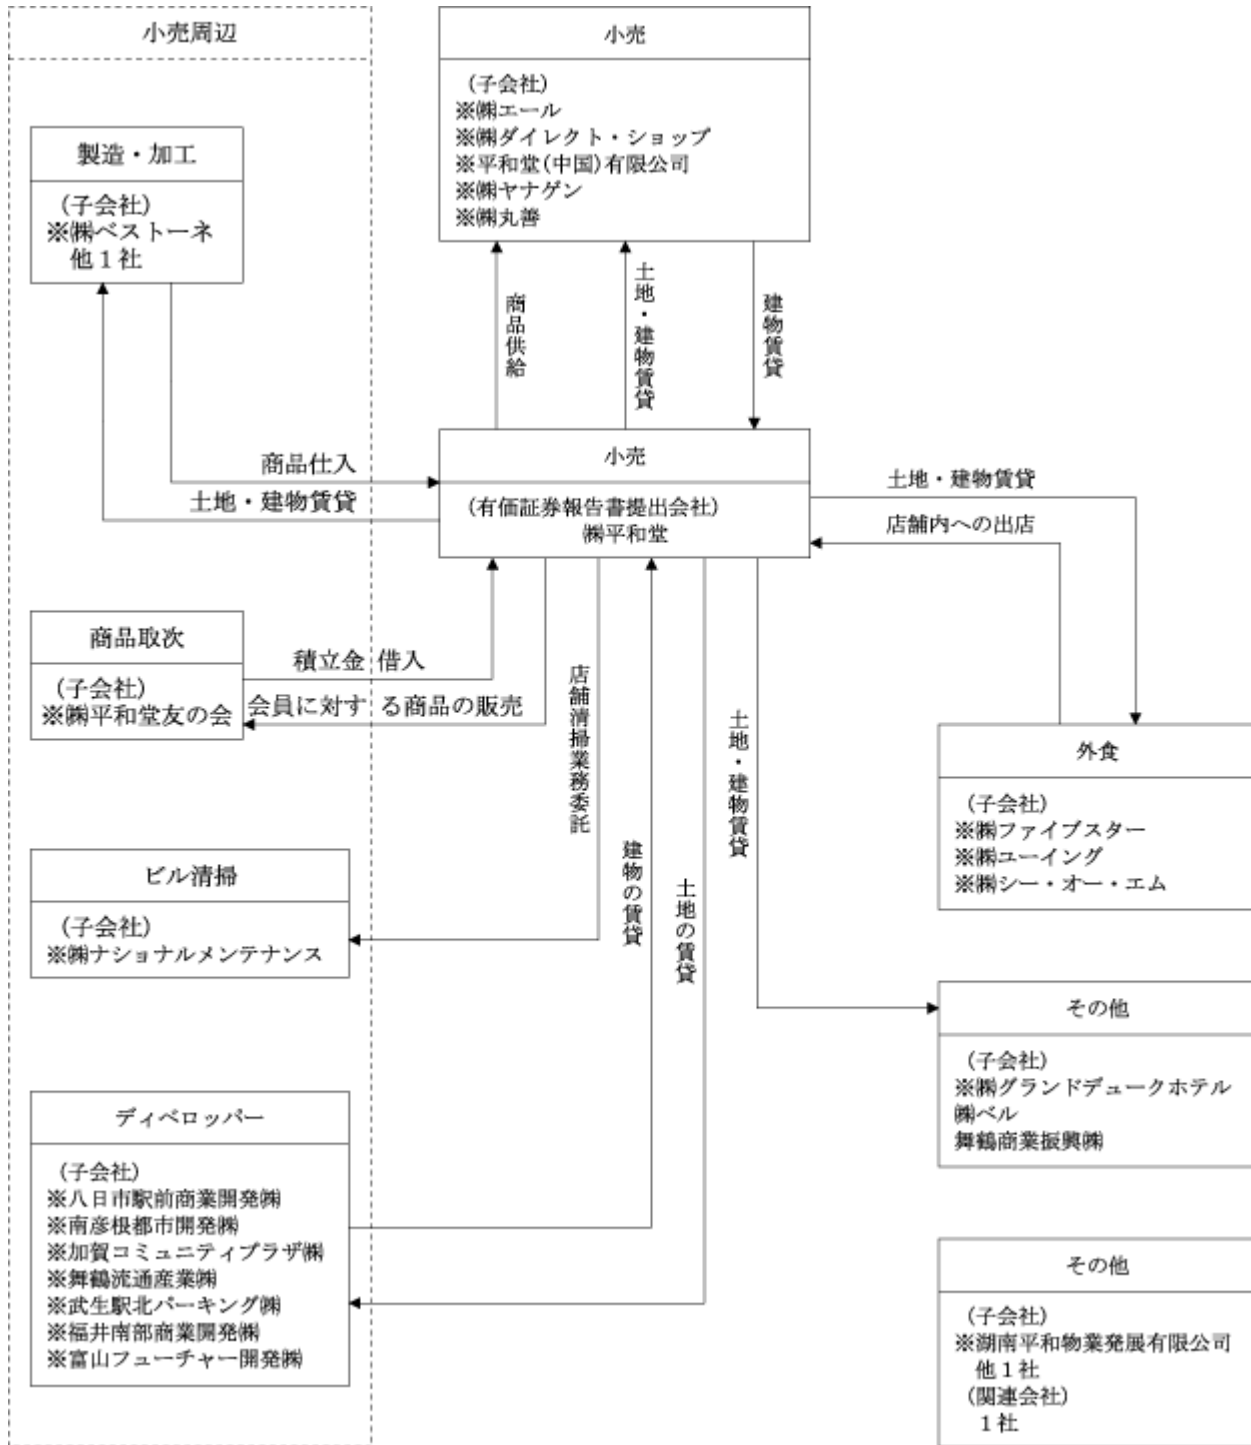 小売周辺
小売
(子会社)
※㈱エール
※㈱ダイレクト・ショップ
※平和堂(中国)有限公司
※㈱ヤナゲン
※㈱丸善
製造・加工
(子会社)
※㈱ベストーネ
他1社
商品供給
土地・建物賃貸
建物賃貸
商品仕入
土地・建物賃貸
小売
(有価証券報告書提出会社)
㈱平和堂
土地・建物賃貸
店舗内への出店
商品取次
(子会社)
※㈱平和堂友の会
積立金 借入
会員に対す る商品の販売
店舗清掃業務委託
建物の賃貸
土地の賃貸
土地・建物賃貸
外食
(子会社)
※㈱ファイブスター
※㈱ユーイング
※㈱シー・オー・エム
ビル清掃
(子会社)
※㈱ナショナルメンテナンス
その他
(子会社)
※㈱グランドデュークホテル
㈱ベル
舞鶴商業振興㈱
ディベロッパー
(子会社)
※八日市駅前商業開発㈱
※南彦根都市開発㈱
※加賀コミュニティプラザ㈱
※舞鶴流通産業㈱
※武生駅北パーキング㈱
※福井南部商業開発㈱
※富山フューチャー開発㈱
その他
(子会社)
※湖南平和物業発展有限公司
他1社
(関連会社)
1社